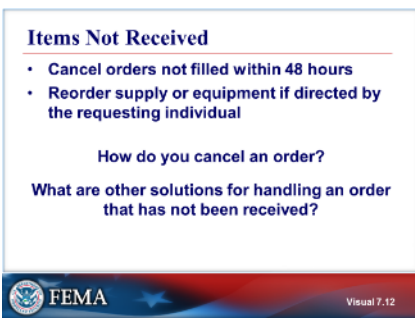 Items Not Received
• Cancel orders not filled within 48 hours
• Reorder supply or equipment if directed by
the requesting individual
How do you cancel an order?
What are other solutions for handling an order
that has not been received?
FEMA
Visual 7.12